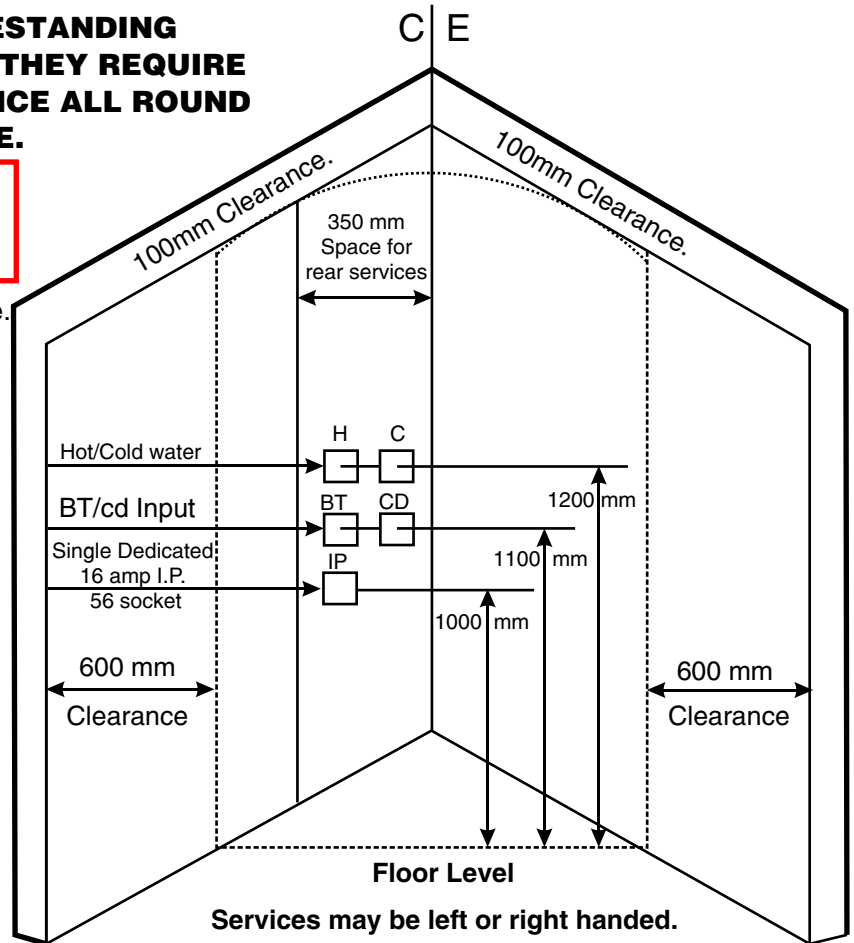 ESTANDING
THEY REQUIRE
NCE ALL ROUND
E.
e.
C E
100mm Clearance.
100mm Clearance.
350 mm
Space for
rear services
Hot/Cold water
H C
1200 mm
BT/cd Input
BT CD
1100 mm
Single Dedicated
16 amp I.P.
56 socket
IP
1000 mm
600 mm
Clearance
600 mm
Clearance
Floor Level
Services may be left or right handed.